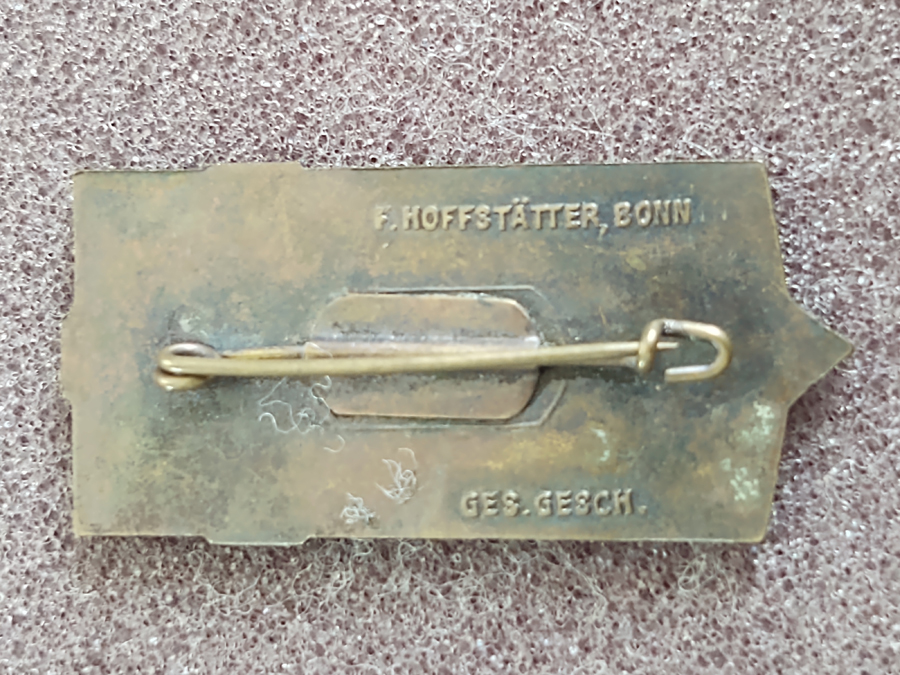 F. HOFFSTÄTTER, BONN
GES. GESCH.